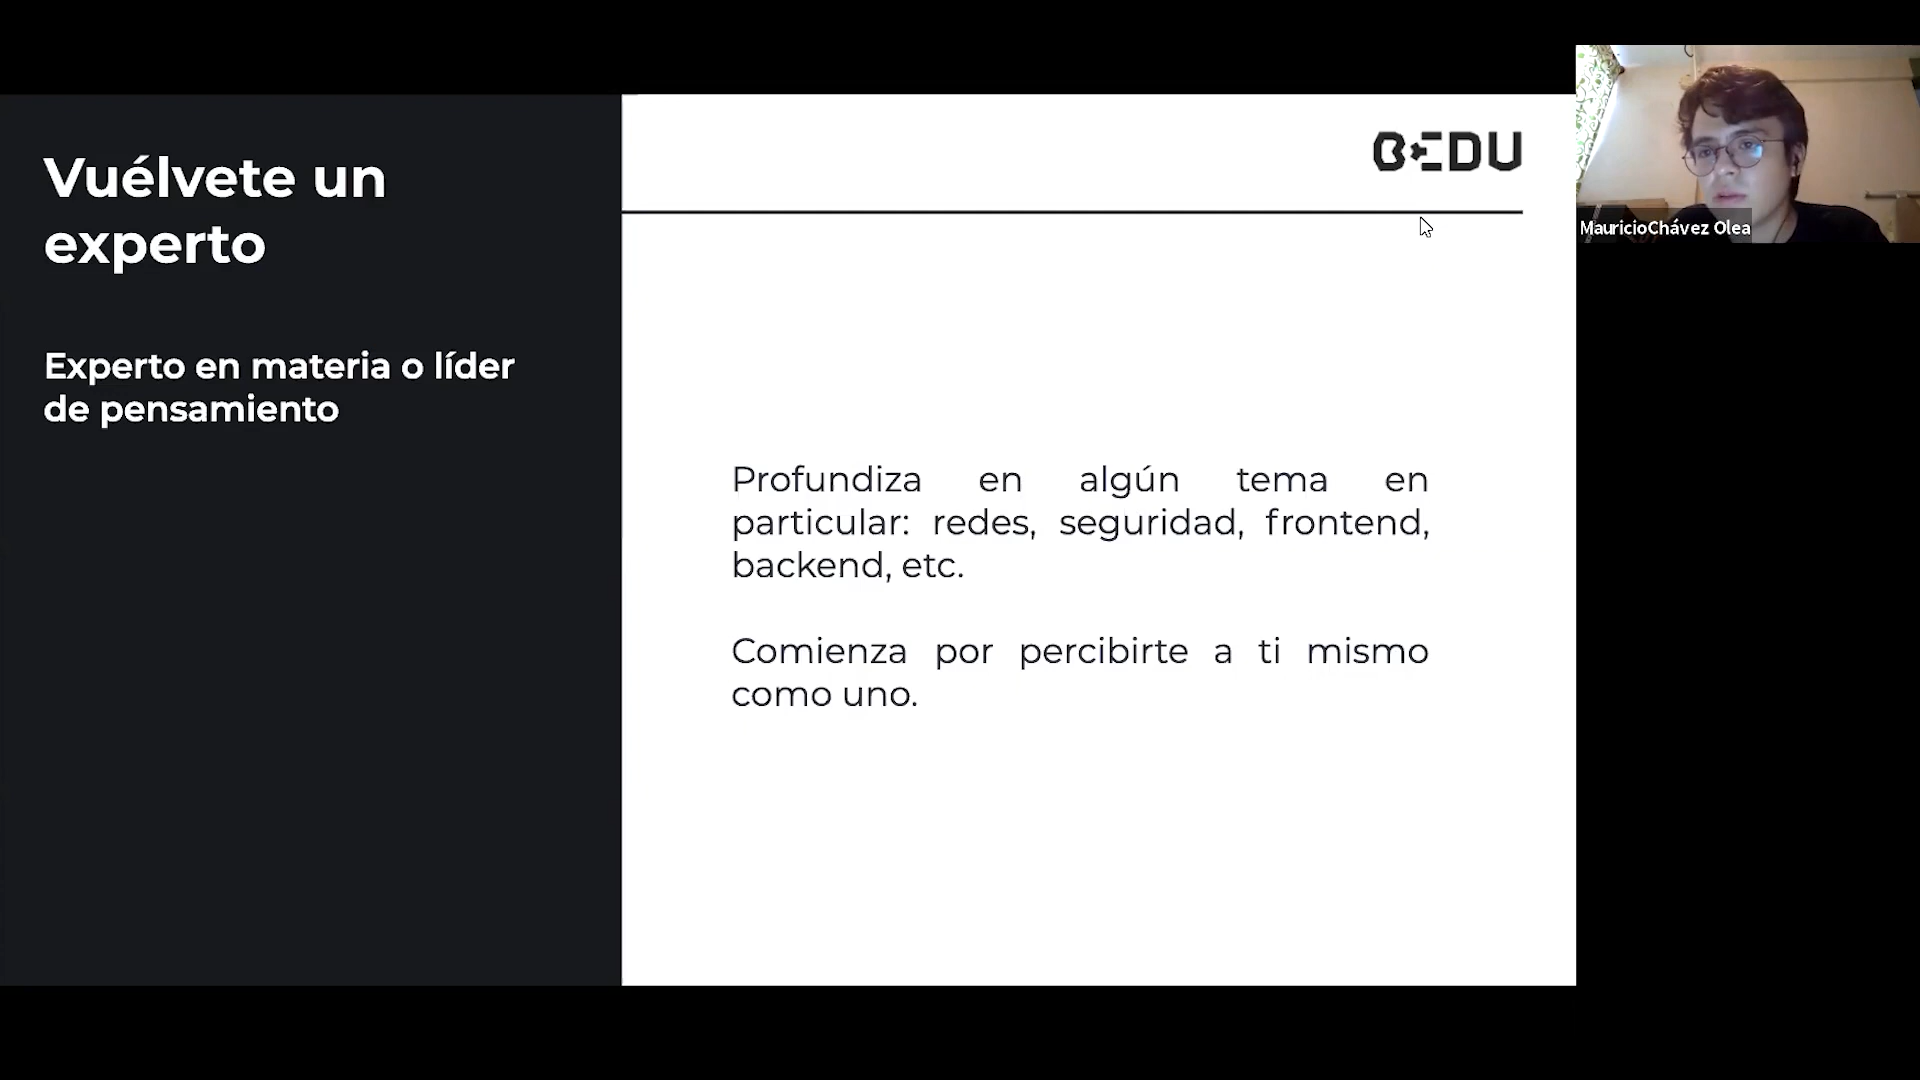 Vuélvete un
experto
Experto en materia o líder
de pensamiento
BEDU
Profundiza en algún tema en
particular: redes, seguridad, frontend,
backend, etc.
Comienza por percibirte a ti mismo
como uno.
MauricioChávez Olea